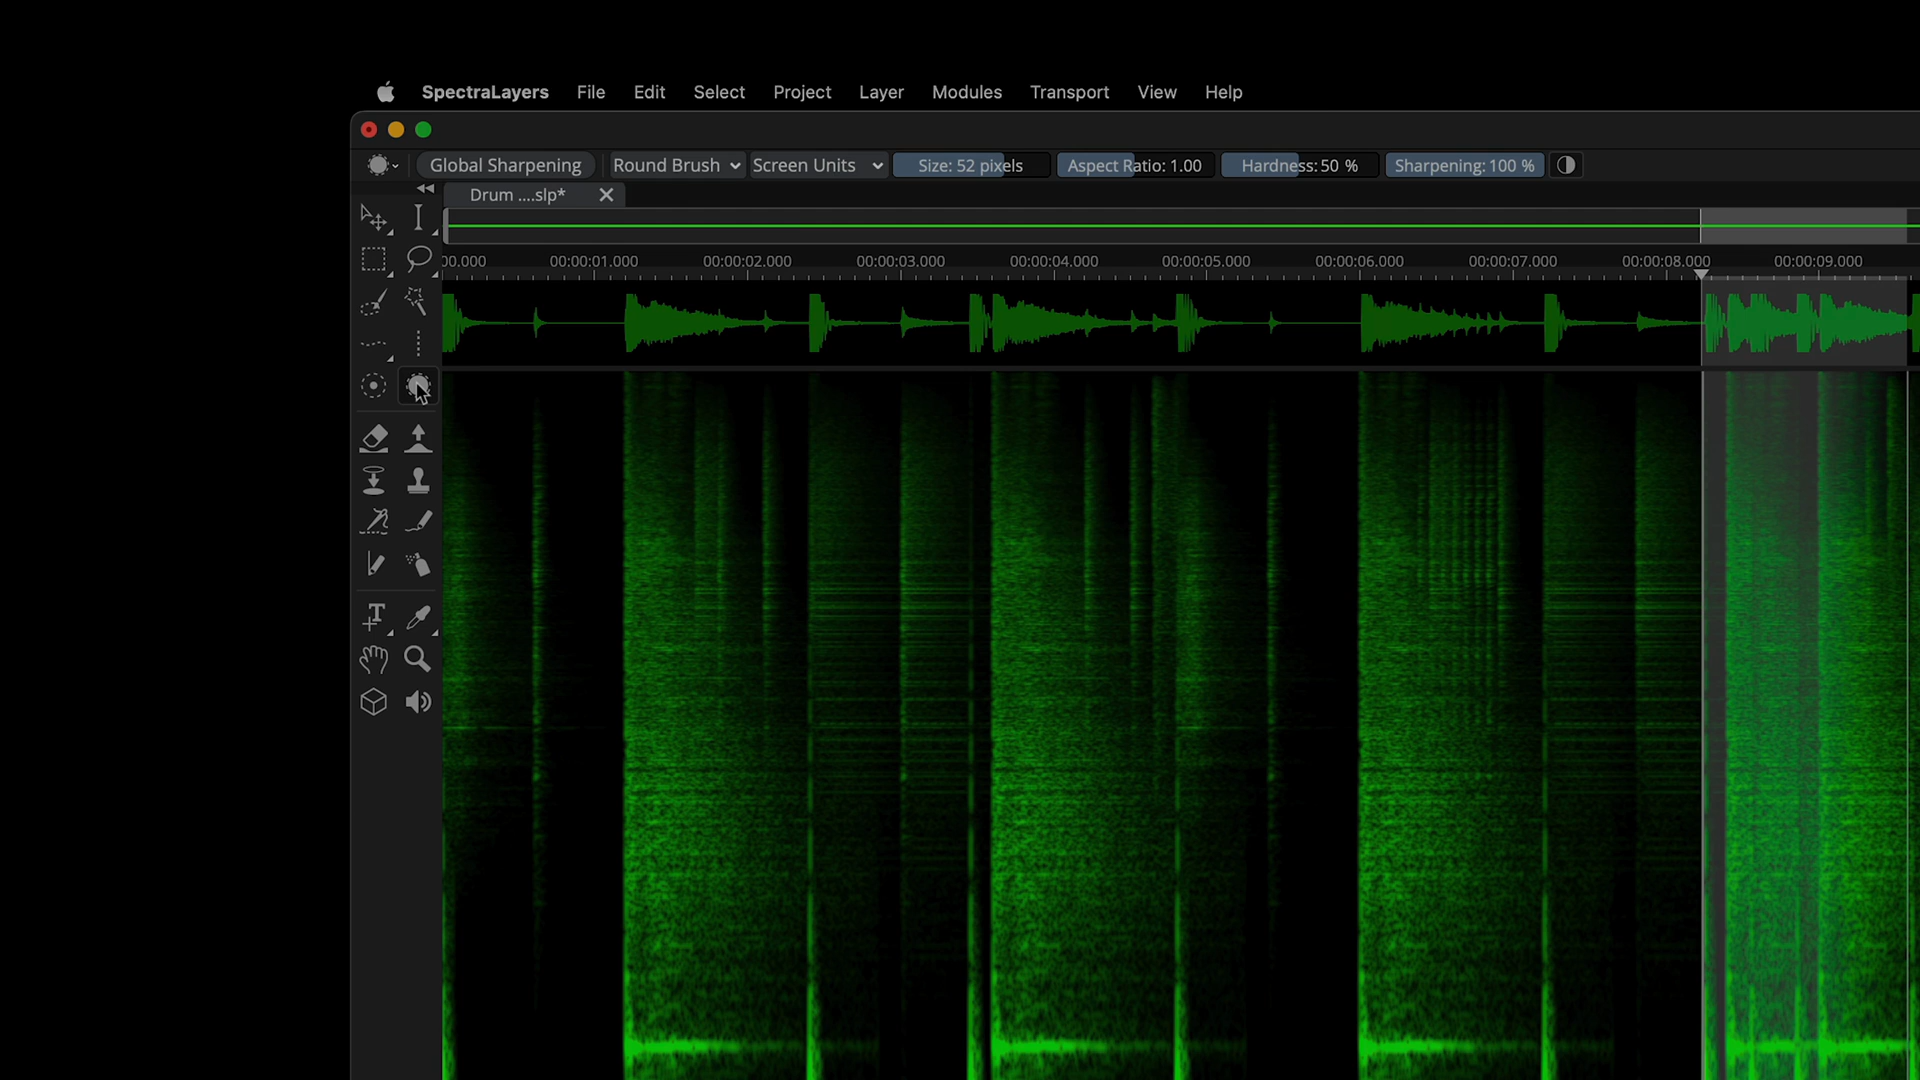 SpectraLayers File Edit Select Project Layer Modules Transport View Help
Global Sharpening Round Brush Screen Units Size: 52 pixels Aspect Ratio: 1.00 Hardness: 50 % Sharpening: 100 %
Drum ....slp*
00.000 00:00:01.000 00:00:02.000 00:00:03.000 00:00:04.000 00:00:05.000 00:00:06.000 00:00:07.000 00:00:08.000 00:00:09.000